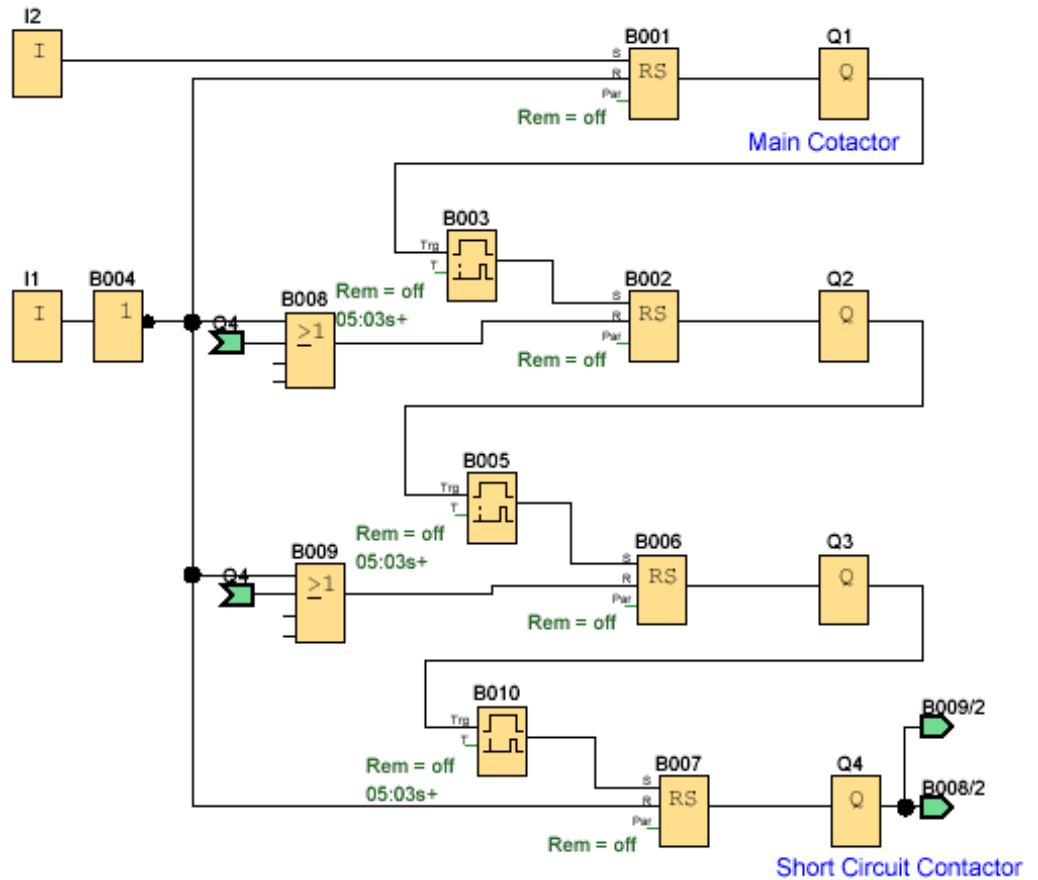 I2
I
B001
S
R
RS
Par
Rem = off
Q1
Q
Main Cotactor
B003
Trg
T
Rem = off
05:03s+
B002
S
R
RS
Par
Rem = off
Q2
Q
I1
I
B004
1
Q4
B008
>1
B005
Trg
T
Rem = off
05:03s+
B006
S
R
RS
Par
Rem = off
Q3
Q
Q4
B009
>1
B010
Trg
T
Rem = off
05:03s+
B007
S
R
RS
Par
Rem = off
Q4
Q
B009/2
B008/2
Short Circuit Contactor